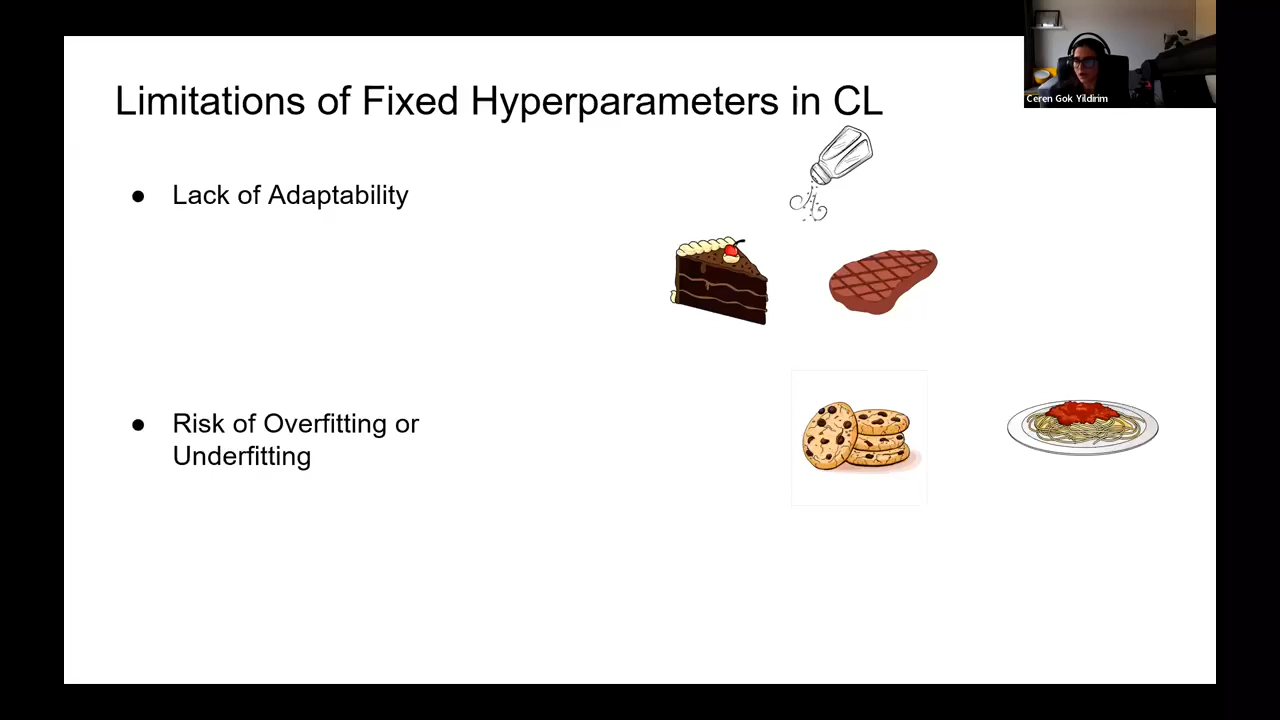 Ceren Gok Yildirim
Limitations of Fixed Hyperparameters in CL
● Lack of Adaptability
● Risk of Overfitting or
Underfitting